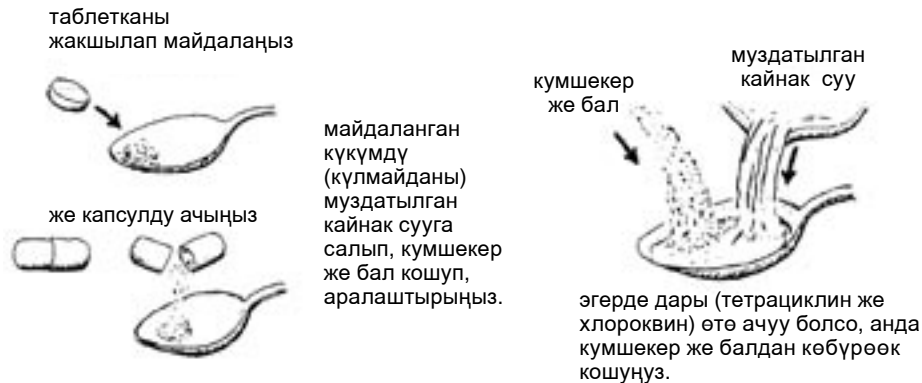 таблетканы
жакшылап майдалаңыз
же капсулду ачыңыз
майдаланган
күкүмдү
(күлмайданы)
муздатылган
кайнак сууга
салып, кумшекер
же бал кошуп,
аралаштырыңыз.
кумшекер
же бал
муздатылган
кайнак суу
эгерде дары (тетрациклин же
хлороквин) өтө ачуу болсо, анда
кумшекер же балдан көбүрөөк
кошуңуз.